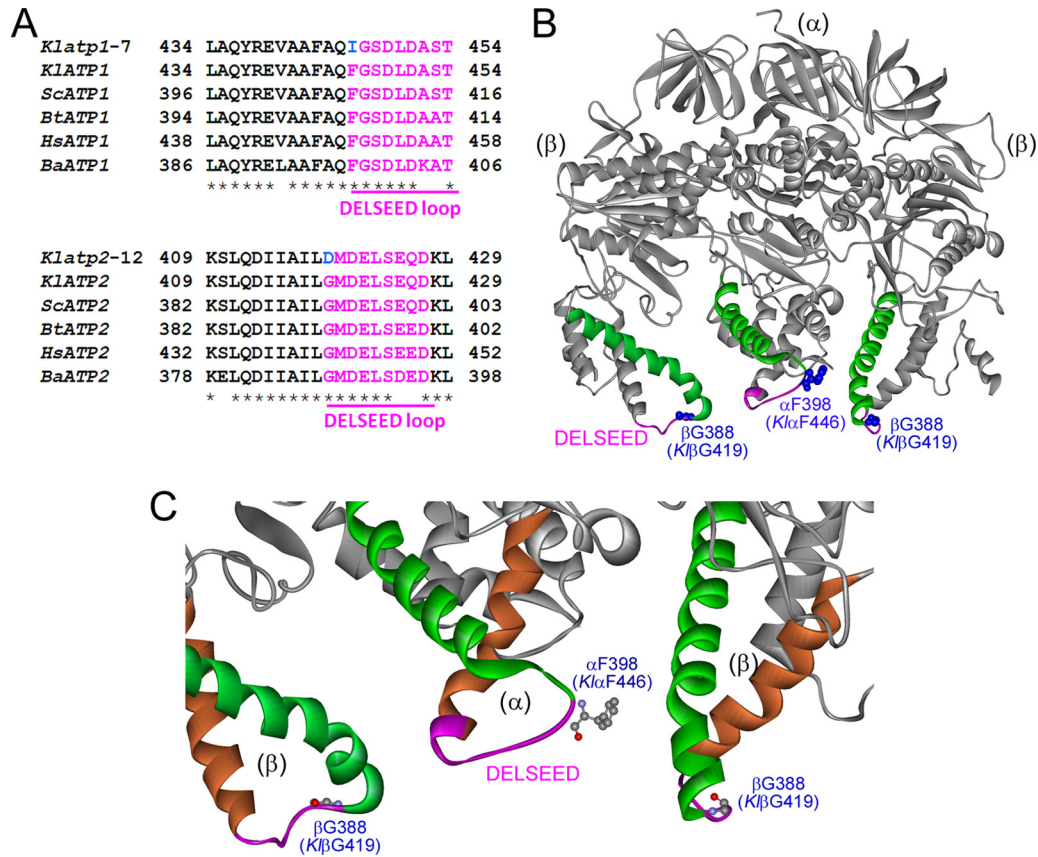 A
Klatp1-7 434 LAQYREVAAFAQIGSDLDAST 454
KlATP1 434 LAQYREVAAFAQFGSDLDAST 454
ScATP1 396 LAQYREVAAFAQFGSDLDAST 416
BtATP1 394 LAQYREVAAFAQFGSDLDAAT 414
HsATP1 438 LAQYREVAAFAQFGSDLDAAT 458
BaATP1 386 LAQYRELAAFAQFGSDLDKAT 406
****** *********** *
DELSEED loop
Klatp2-12 409 KSLQDIIAILDMDELSEQDKL 429
KlATP2 409 KSLQDIIAILGMDELSEQDKL 429
ScATP2 382 KSLQDIIAILGMDELSEQDKL 403
BtATP2 382 KSLQDIIAILGMDELSEEDKL 402
HsATP2 432 KSLQDIIAILGMDELSEEDKL 452
BaATP2 378 KELQDIIAILGMDELSDEDKL 398
* ************** ***
DELSEED loop
B
(α)
(β)
(β)
αF398
(KlαF446)
βG388
(KlβG419)
βG388
(KlβG419)
DELSEED
C
αF398
(KlαF446)
(α)
(β)
(β)
DELSEED
βG388
(KlβG419)
βG388
(KlβG419)